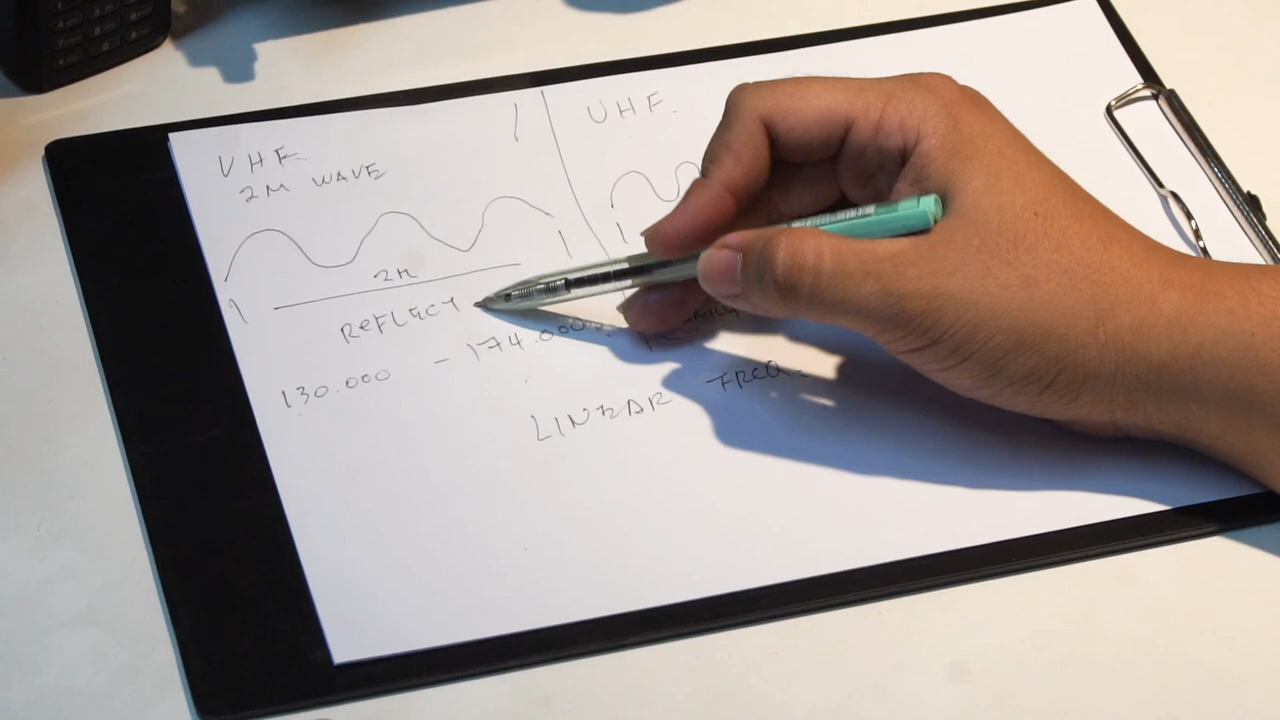 VHF
2M WAVE
2M
REFLECT
130.000 - 174.000
UHF.
LINEAR FREQ.